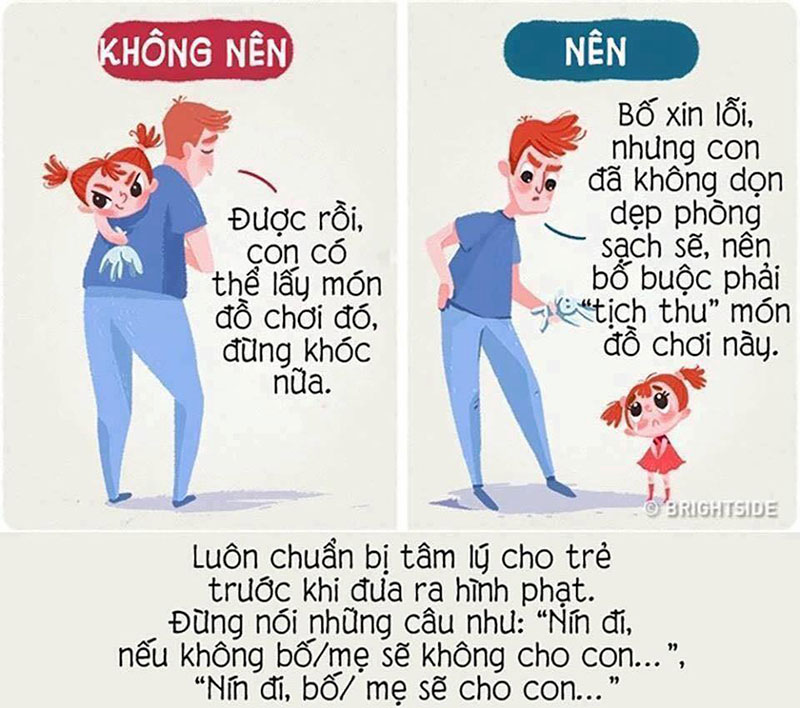 KHÔNG NÊN
Được rồi,
con có
thể lấy món
đồ chơi đó,
đừng khóc
nữa.
NÊN
Bố xin lỗi,
nhưng con
đã không dọn
dẹp phòng
sạch sẽ, nên
bố buộc phải
“tịch thu” món
đồ chơi này.
© BRIGHTSIDE
Luôn chuẩn bị tâm lý cho trẻ
trước khi đưa ra hình phạt.
Đừng nói những câu như: “Nín đi,
nếu không bố/mẹ sẽ không cho con...”,
“Nín đi, bố/ mẹ sẽ cho con...”